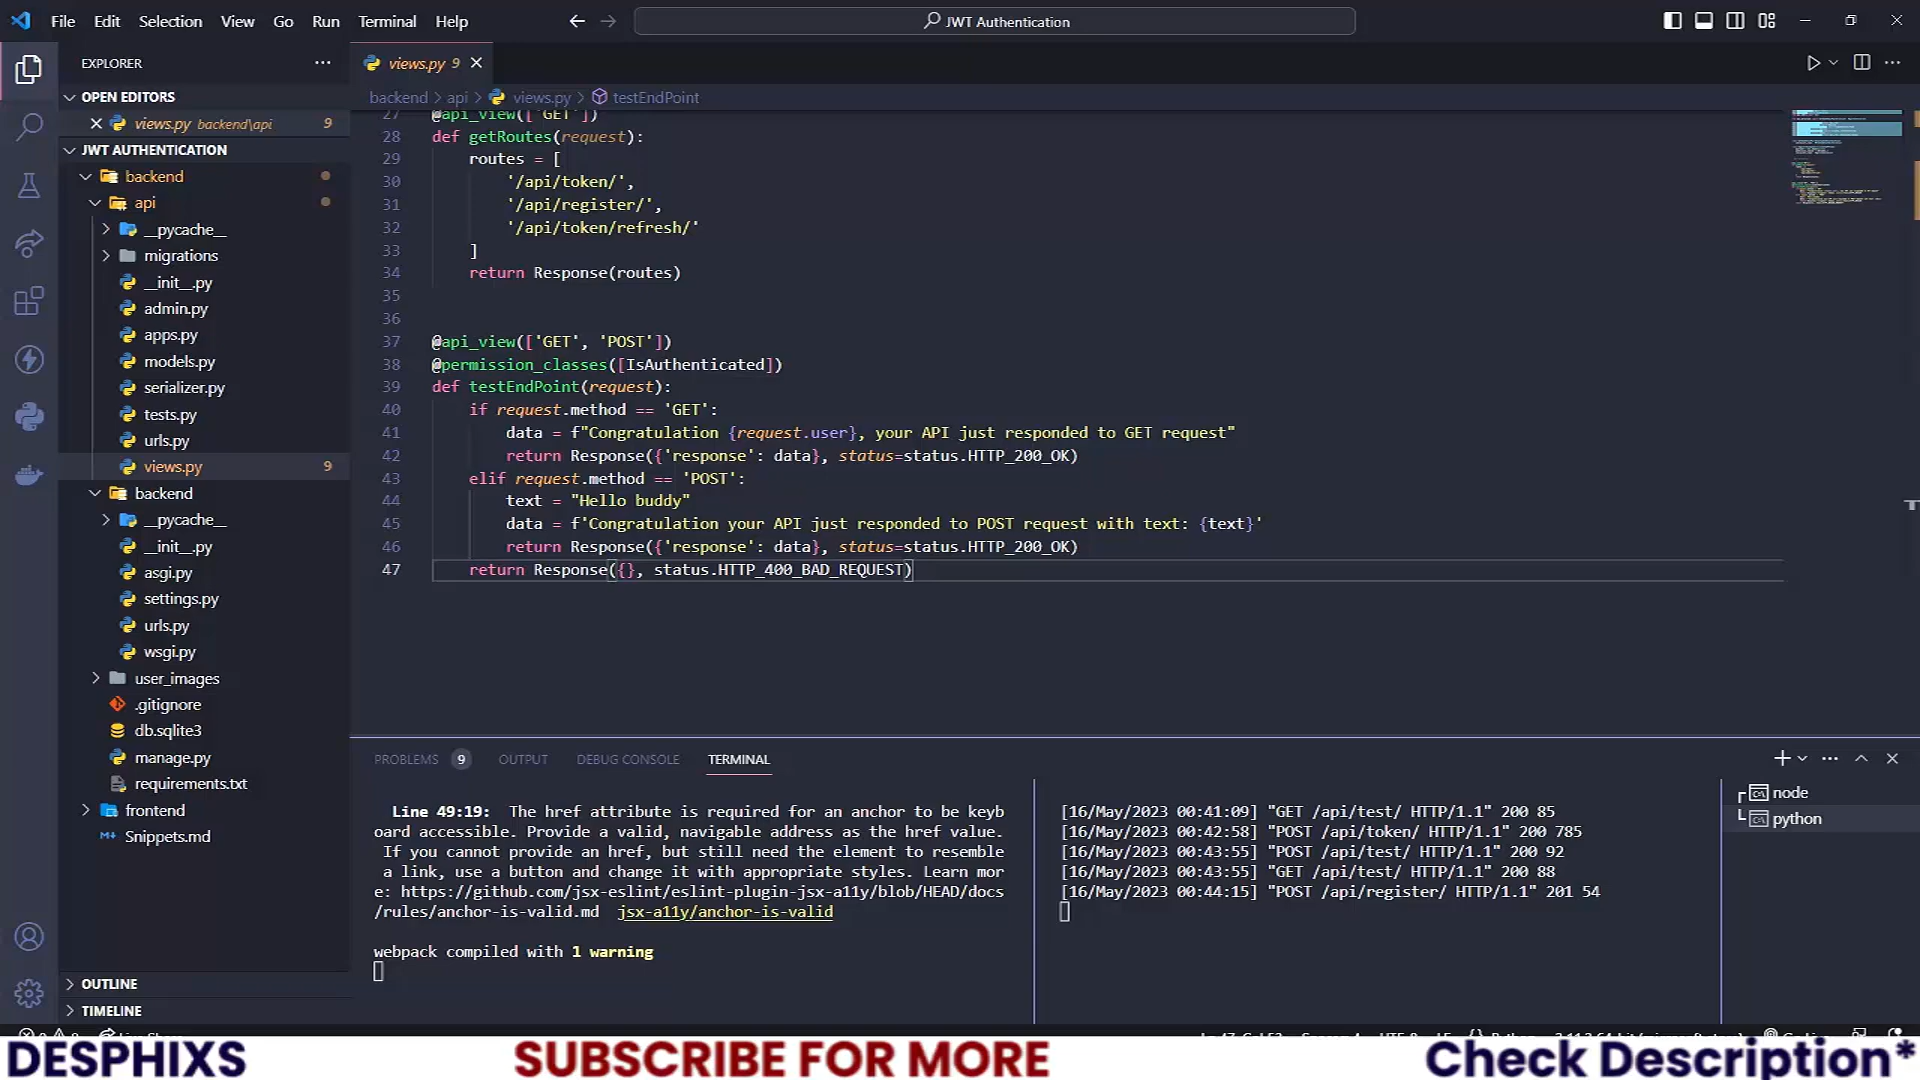 File Edit Selection View Go Run Terminal Help
JWT Authentication
EXPLORER
OPEN EDITORS
views.py backend\api 9
JWT AUTHENTICATION
backend
api
__pycache__
migrations
__init__.py
admin.py
apps.py
models.py
serializer.py
tests.py
urls.py
views.py 9
backend
__pycache__
__init__.py
asgi.py
settings.py
urls.py
wsgi.py
user_images
.gitignore
db.sqlite3
manage.py
requirements.txt
frontend
Snippets.md
OUTLINE
TIMELINE
views.py 9
backend > api > views.py > testEndPoint
27 @api_view(['GET'])
28 def getRoutes(request):
29 routes = [
30 '/api/token/',
31 '/api/register/',
32 '/api/token/refresh/'
33 ]
34 return Response(routes)
35
36
37 @api_view(['GET', 'POST'])
38 @permission_classes([IsAuthenticated])
39 def testEndPoint(request):
40 if request.method == 'GET':
41 data = f"Congratulation {request.user}, your API just responded to GET request"
42 return Response({'response': data}, status=status.HTTP_200_OK)
43 elif request.method == 'POST':
44 text = "Hello buddy"
45 data = f'Congratulation your API just responded to POST request with text: {text}'
46 return Response({'response': data}, status=status.HTTP_200_OK)
47 return Response({}, status.HTTP_400_BAD_REQUEST)
PROBLEMS 9 OUTPUT DEBUG CONSOLE TERMINAL
Line 49:19: The href attribute is required for an anchor to be keyb
oard accessible. Provide a valid, navigable address as the href value.
If you cannot provide an href, but still need the element to resemble
a link, use a button and change it with appropriate styles. Learn mor
e: https://github.com/jsx-eslint/eslint-plugin-jsx-a11y/blob/HEAD/docs
/rules/anchor-is-valid.md jsx-a11y/anchor-is-valid
webpack compiled with 1 warning
[16/May/2023 00:41:09] "GET /api/test/ HTTP/1.1" 200 85
[16/May/2023 00:42:58] "POST /api/token/ HTTP/1.1" 200 785
[16/May/2023 00:43:55] "POST /api/test/ HTTP/1.1" 200 92
[16/May/2023 00:43:55] "GET /api/test/ HTTP/1.1" 200 88
[16/May/2023 00:44:15] "POST /api/register/ HTTP/1.1" 201 54
node
python
DESPHIXS
SUBSCRIBE FOR MORE
Check Description*